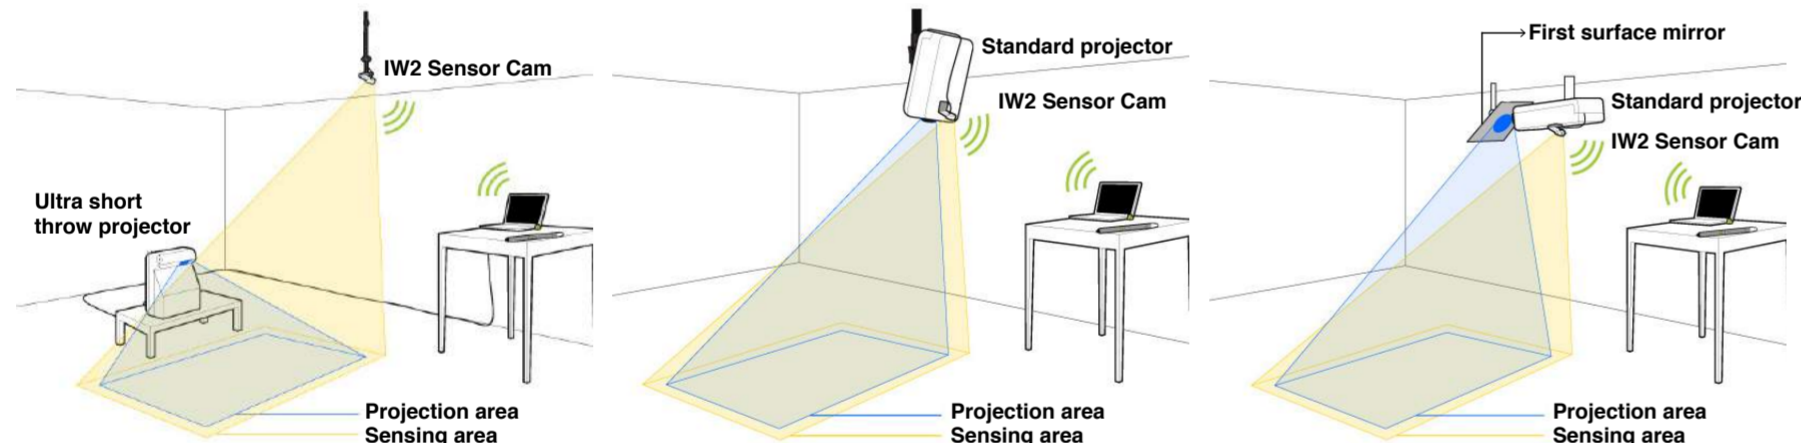 IW2 Sensor Cam
Ultra short
throw projector
Projection area
Sensing area
Standard projector
IW2 Sensor Cam
Projection area
Sensing area
First surface mirror
Standard projector
IW2 Sensor Cam
Projection area
Sensing area